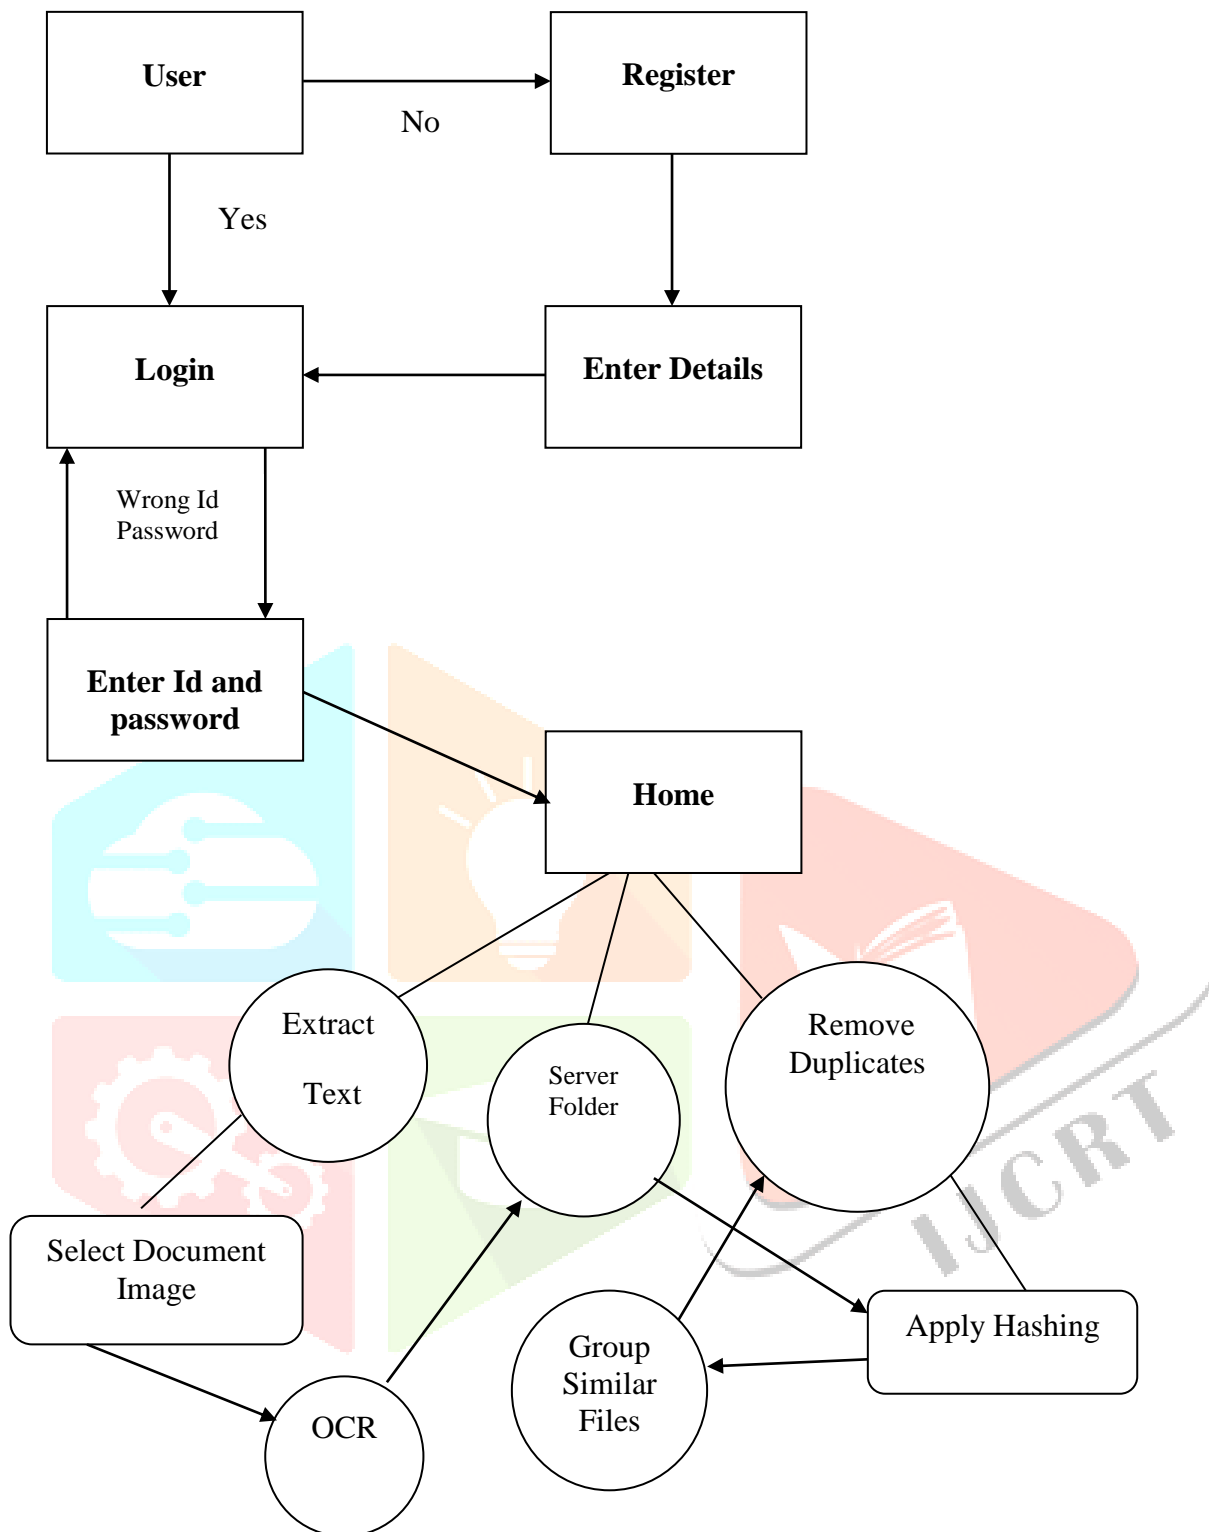 User
Register
No
Yes
Login
Enter Details
Wrong Id
Password
Enter Id and
password
Home
Extract
Text
Server
Folder
Remove
Duplicates
Select Document
Image
OCR
Group
Similar
Files
Apply Hashing
IJCRT